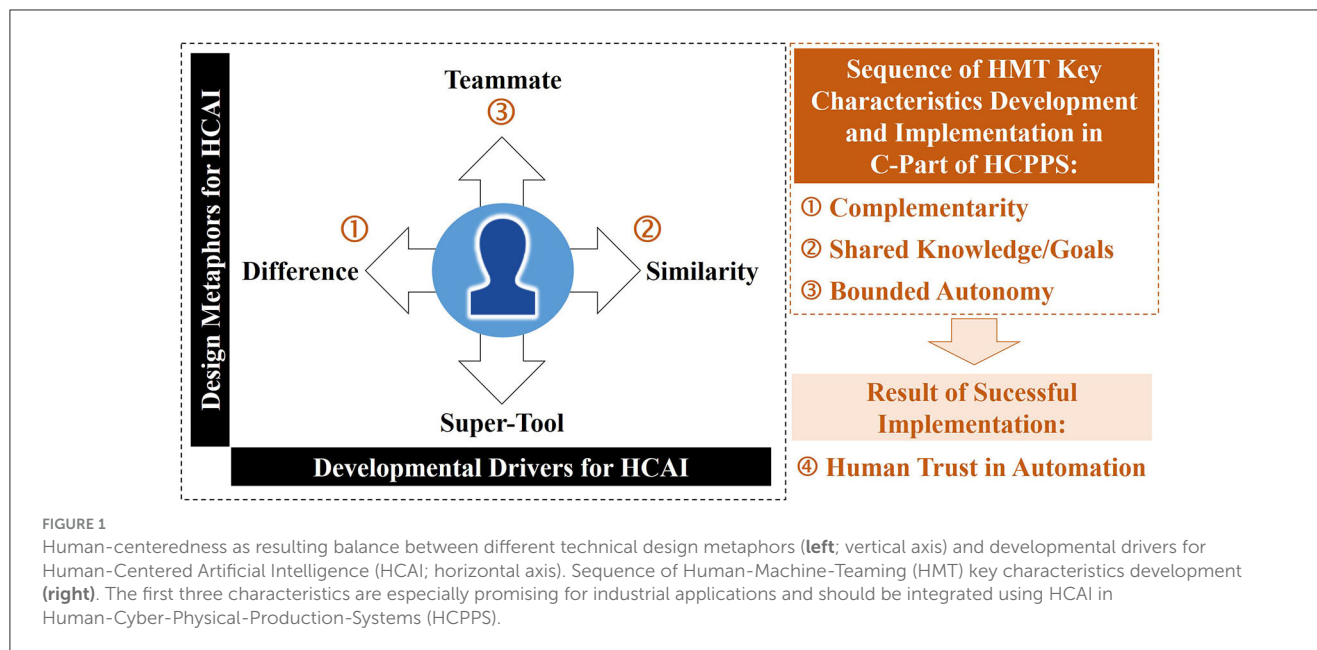 Design Metaphors for HCAI
Teammate
③
①
②
Difference
Similarity
Super-Tool
Developmental Drivers for HCAI
Sequence of HMT Key
Characteristics Development
and Implementation in
C-Part of HCPPS:
① Complementarity
② Shared Knowledge/Goals
③ Bounded Autonomy
Result of Sucessful
Implementation:
④ Human Trust in Automation
FIGURE 1
Human-centeredness as resulting balance between different technical design metaphors (left; vertical axis) and developmental drivers for
Human-Centered Artificial Intelligence (HCAI; horizontal axis). Sequence of Human-Machine-Teaming (HMT) key characteristics development
(right). The first three characteristics are especially promising for industrial applications and should be integrated using HCAI in
Human-Cyber-Physical-Production-Systems (HCPPS).